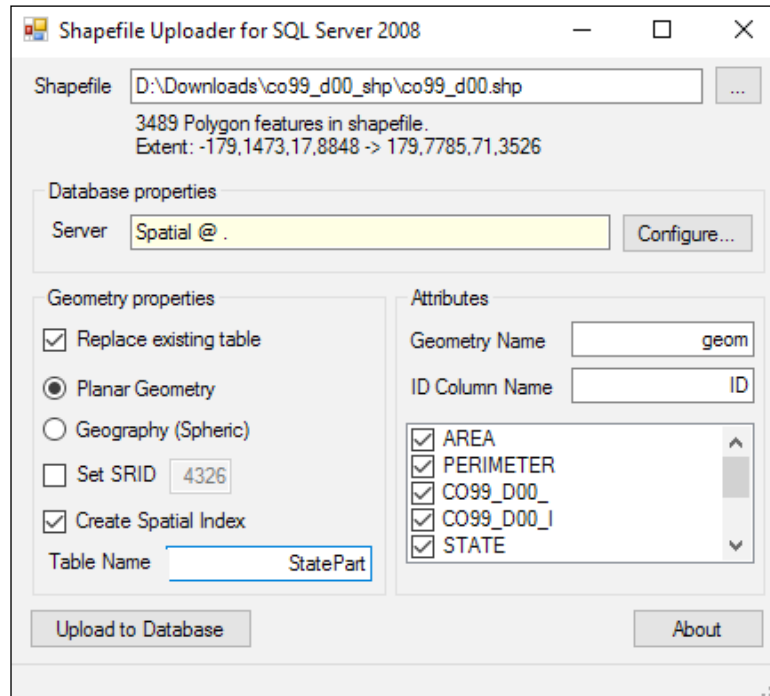 Shapefile Uploader for SQL Server 2008
Shapefile D:\Downloads\co99_d00_shp\co99_d00.shp ...
3489 Polygon features in shapefile.
Extent: -179,1473,17,8848 -> 179,7785,71,3526
Database properties
Server Spatial @ . Configure...
Geometry properties
Replace existing table
Planar Geometry
Geography (Spheric)
Set SRID 4326
Create Spatial Index
Table Name StatePart
Attributes
Geometry Name geom
ID Column Name ID
AREA
PERIMETER
CO99_D00_
CO99_D00_I
STATE
Upload to Database
About